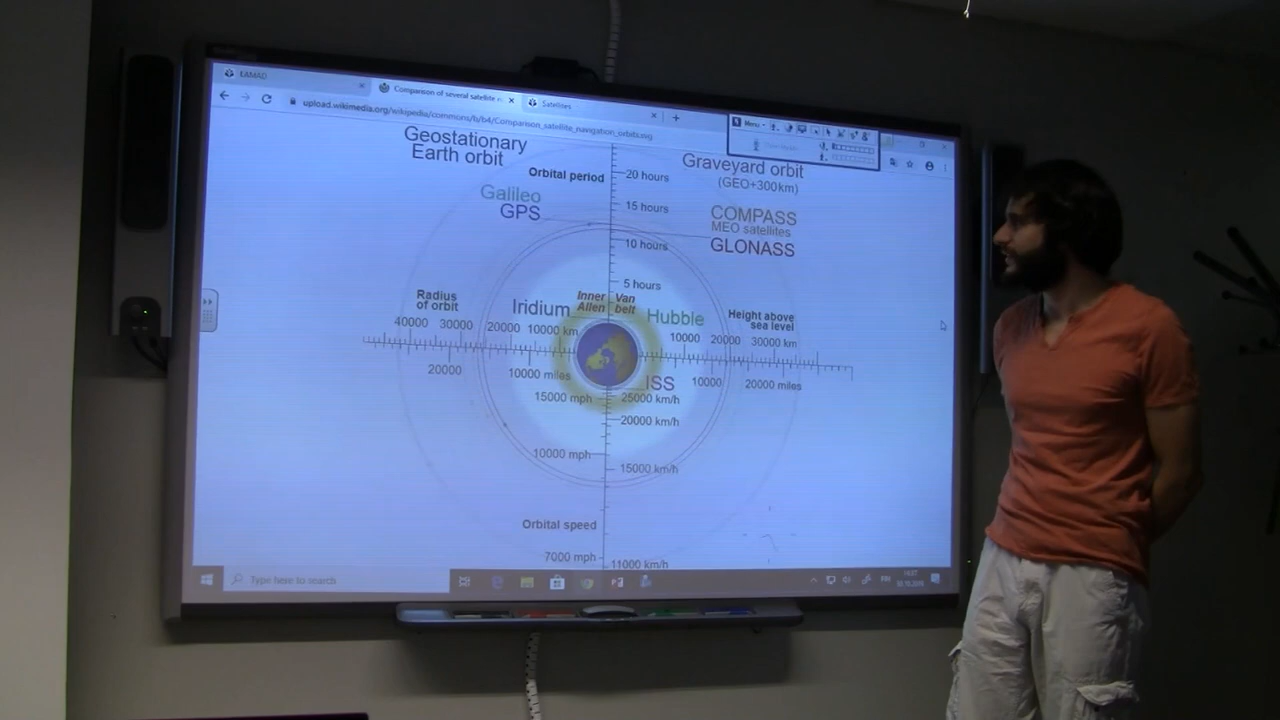 EAMAD
Comparison of several satellite n
Satellites
upload.wikimedia.org/wikipedia/commons/b/b4/Comparison_satellite_navigation_orbits.svg
Menu
Geostationary
Earth orbit
Graveyard orbit
(GEO+300km)
Orbital period
20 hours
Galileo
GPS
15 hours
COMPASS
MEO satellites
GLONASS
10 hours
5 hours
Radius
of orbit
Iridium
Inner Van
Allen belt
Hubble
Height above
sea level
40000 30000 20000 10000 km
10000 20000 30000 km
20000
10000 miles
ISS
10000
20000 miles
15000 mph
25000 km/h
20000 km/h
10000 mph
15000 km/h
Orbital speed
7000 mph
11000 km/h
Type here to search